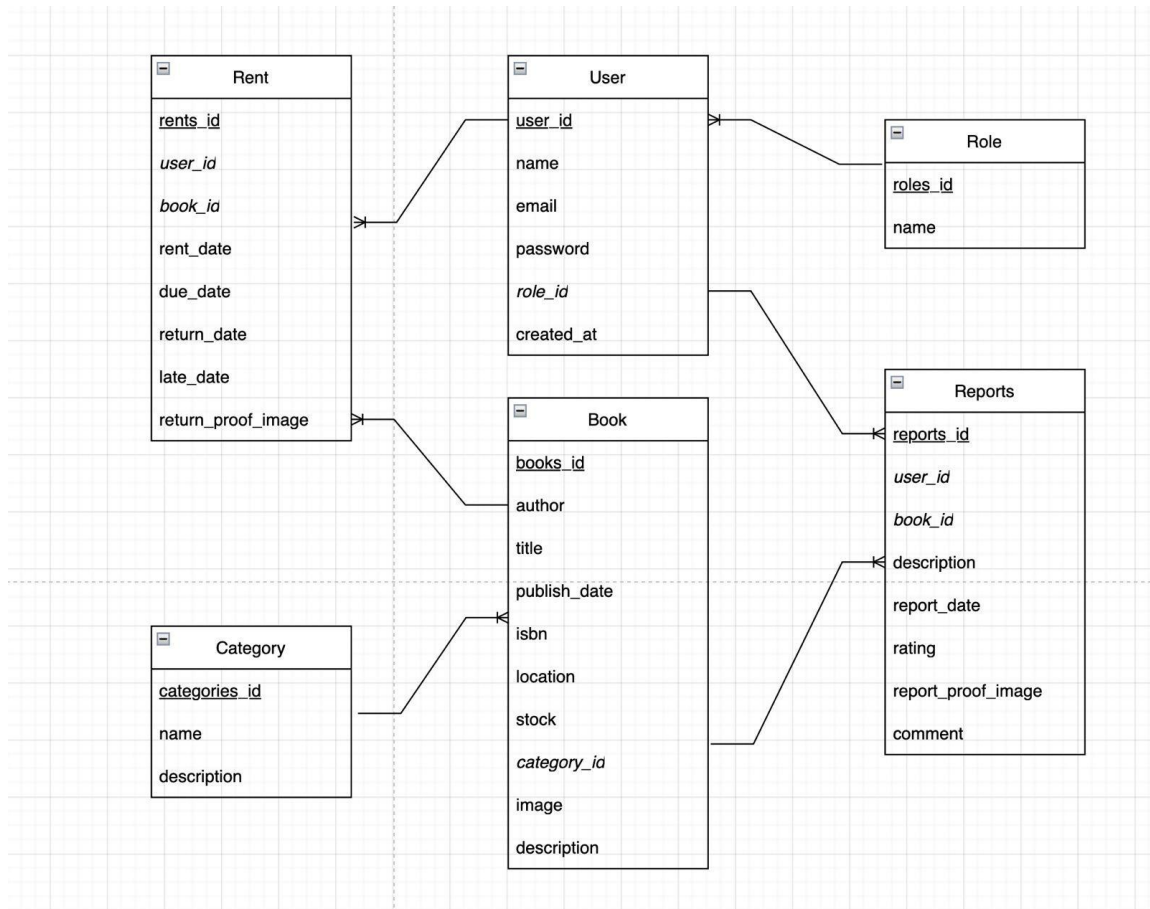 Rent
rents_id
user_id
book_id
rent_date
due_date
return_date
late_date
return_proof_image
User
user_id
name
email
password
role_id
created_at
Role
roles_id
name
Book
books_id
author
title
publish_date
isbn
location
stock
category_id
image
description
Reports
reports_id
user_id
book_id
description
report_date
rating
report_proof_image
comment
Category
categories_id
name
description